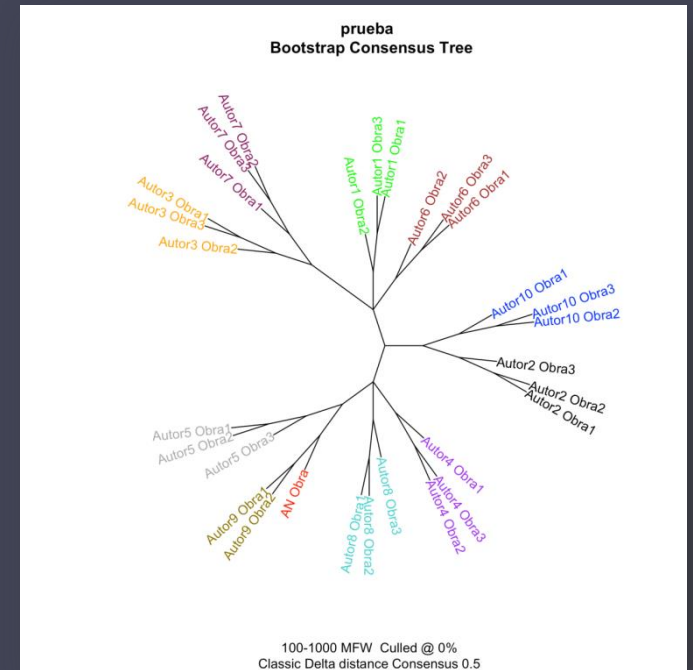 prueba
Bootstrap Consensus Tree
Autor7 Obra2
Autor7 Obra3
Autor7 Obra1
Autor3 Obra1
Autor3 Obra3
Autor3 Obra2
Autor1 Obra2
Autor1 Obra3
Autor1 Obra1
Autor6 Obra2
Autor6 Obra3
Autor6 Obra1
Autor10 Obra1
Autor10 Obra3
Autor10 Obra2
Autor2 Obra3
Autor2 Obra2
Autor2 Obra1
Autor5 Obra1
Autor5 Obra2
Autor5 Obra3
Autor9 Obra1
Autor9 Obra2
AN Obra
Autor8 Obra1
Autor8 Obra2
Autor8 Obra3
Autor4 Obra1
Autor4 Obra3
Autor4 Obra2
100-1000 MFW Culled @ 0%
Classic Delta distance Consensus 0.5